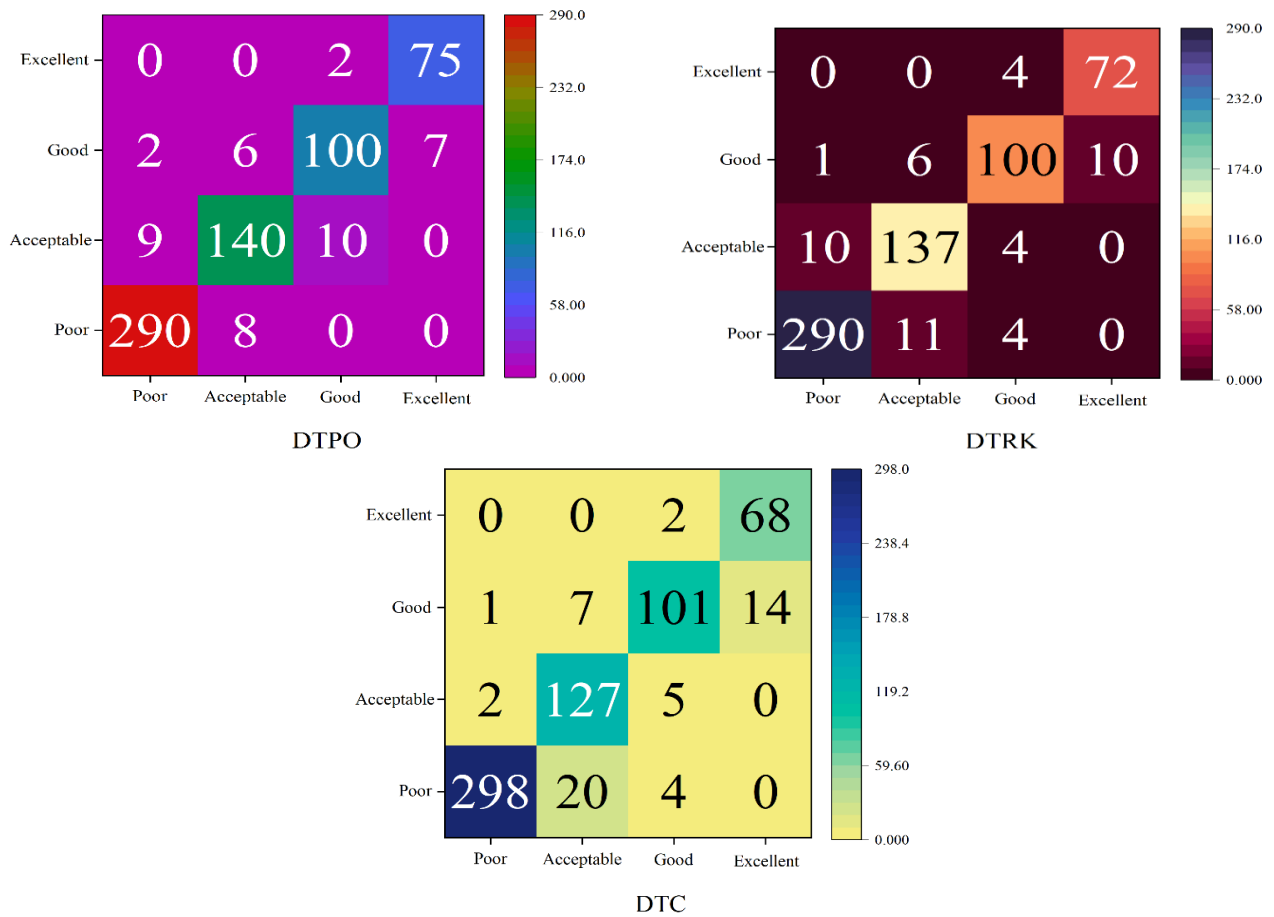 Excellent 0 0 2 75
Good 2 6 100 7
Acceptable 9 140 10 0
Poor 290 8 0 0
Poor Acceptable Good Excellent
290.0
232.0
174.0
116.0
58.00
0.000
DTPO
Excellent 0 0 4 72
Good 1 6 100 10
Acceptable 10 137 4 0
Poor 290 11 4 0
Poor Acceptable Good Excellent
290.0
232.0
174.0
116.0
58.00
0.000
DTRK
Excellent 0 0 2 68
Good 1 7 101 14
Acceptable 2 127 5 0
Poor 298 20 4 0
Poor Acceptable Good Excellent
298.0
238.4
178.8
119.2
59.60
0.000
DTC